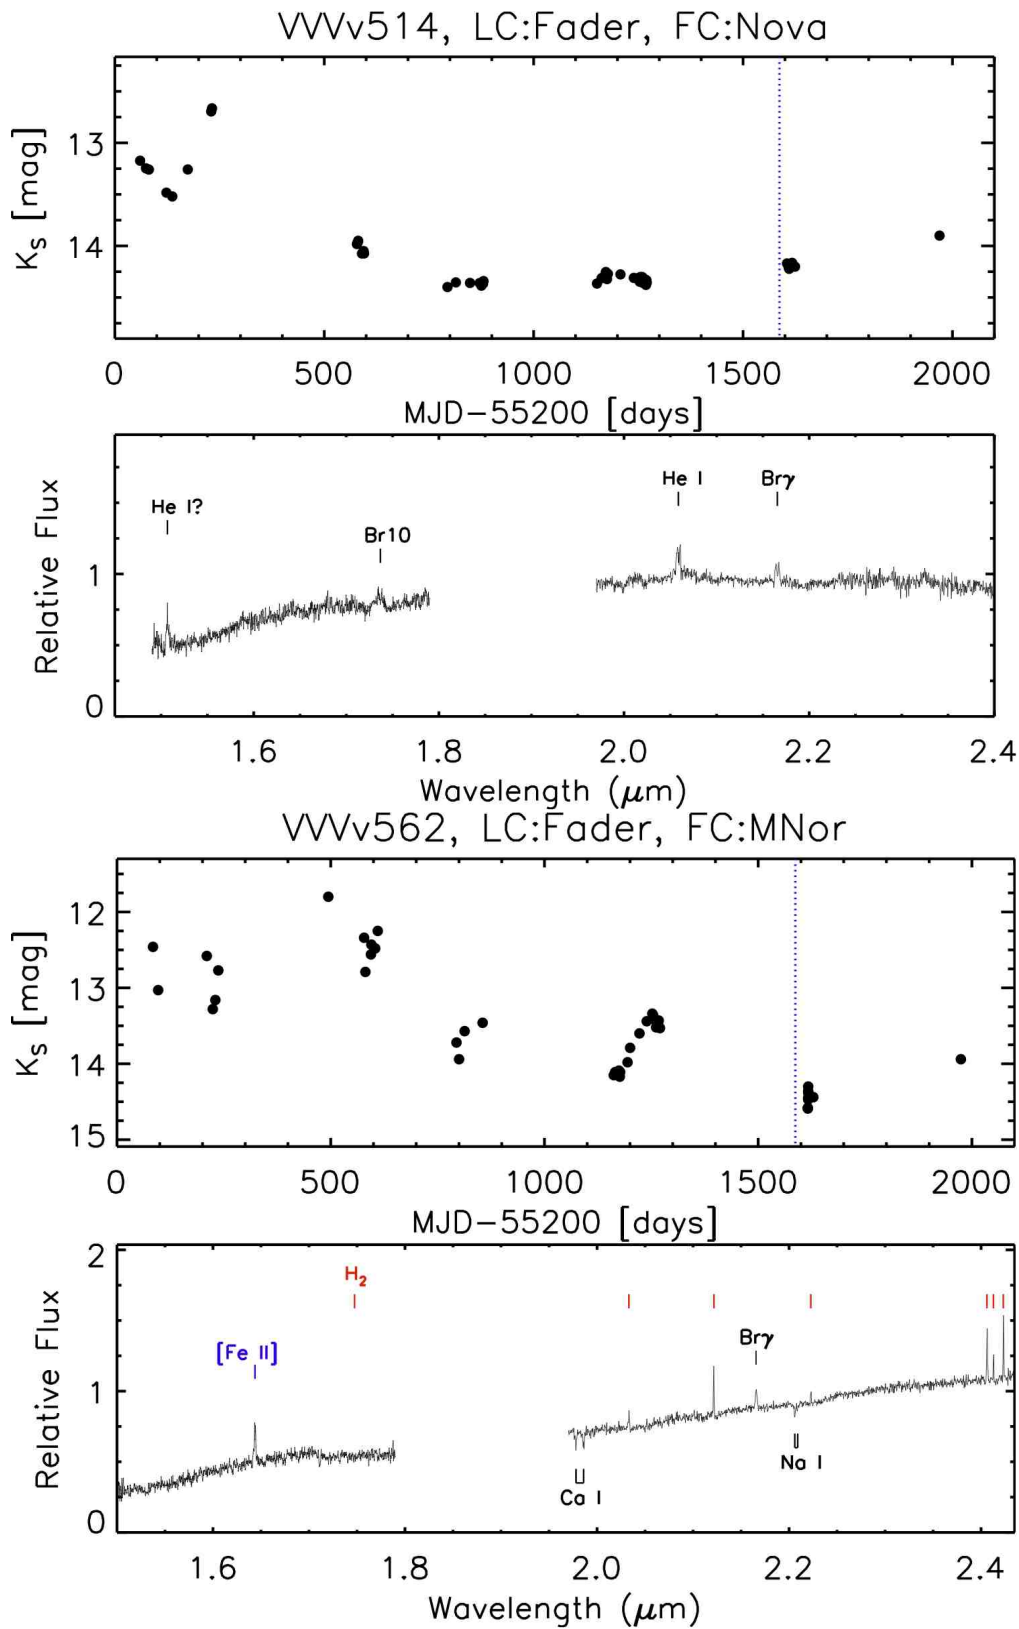 VVVv514, LC:Fader, FC:Nova
13
14
Ks [mag]
0 500 1000 1500 2000
MJD-55200 [days]
He I?
Br10
He I
Brγ
1
0
Relative Flux
1.6 1.8 2.0 2.2 2.4
Wavelength (μm)
VVVv562, LC:Fader, FC:MNor
12
13
14
15
Ks [mag]
0 500 1000 1500 2000
MJD-55200 [days]
2
1
0
Relative Flux
H2
[Fe II]
Brγ
Ca I
Na I
1.6 1.8 2.0 2.2 2.4
Wavelength (μm)